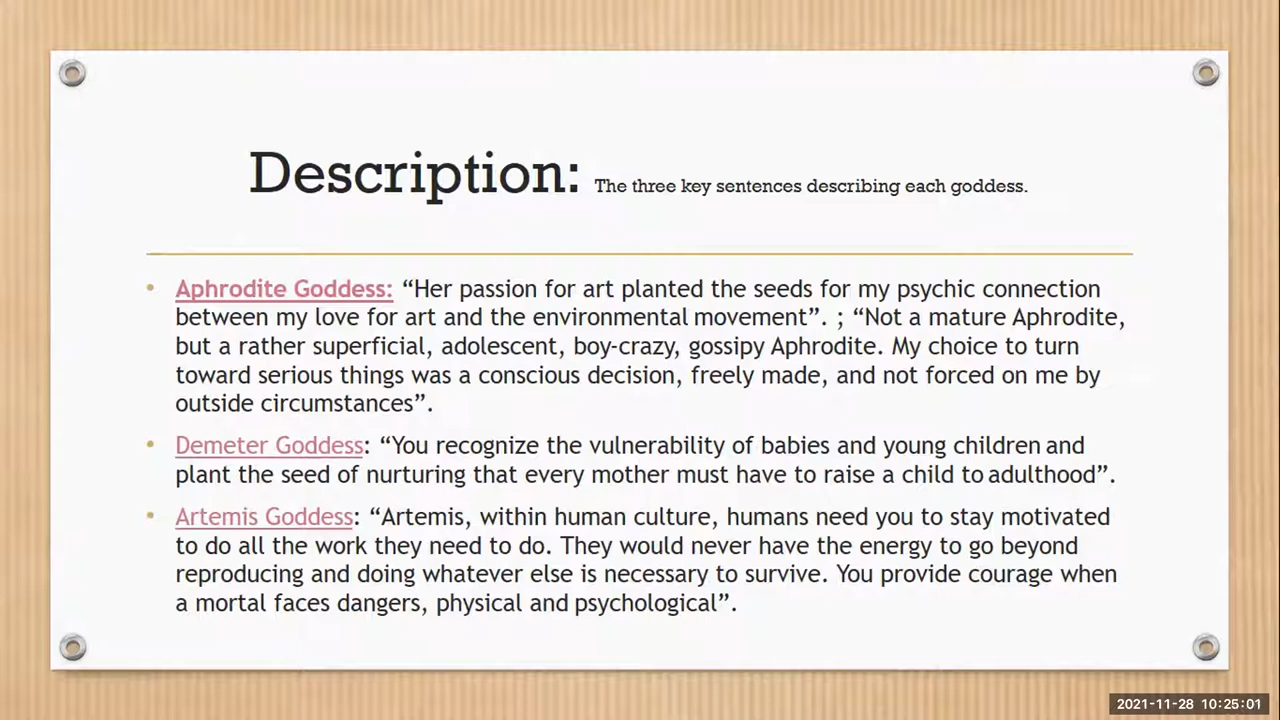 Description: The three key sentences describing each goddess.
• Aphrodite Goddess: “Her passion for art planted the seeds for my psychic connection
between my love for art and the environmental movement”. ; “Not a mature Aphrodite,
but a rather superficial, adolescent, boy-crazy, gossipy Aphrodite. My choice to turn
toward serious things was a conscious decision, freely made, and not forced on me by
outside circumstances”.
• Demeter Goddess: “You recognize the vulnerability of babies and young children and
plant the seed of nurturing that every mother must have to raise a child to adulthood”.
• Artemis Goddess: “Artemis, within human culture, humans need you to stay motivated
to do all the work they need to do. They would never have the energy to go beyond
reproducing and doing whatever else is necessary to survive. You provide courage when
a mortal faces dangers, physical and psychological”.
2021-11-28 10:25:01